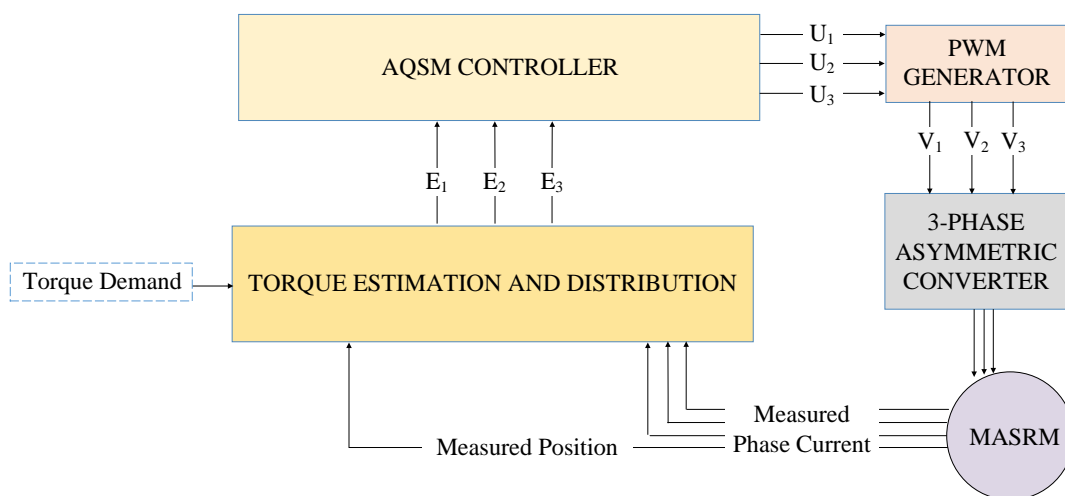 AQSM CONTROLLER
U₁
U₂
U₃
PWM
GENERATOR
V₁
V₂
V₃
E₁
E₂
E₃
3-PHASE
ASYMMETRIC
CONVERTER
Torque Demand
TORQUE ESTIMATION AND DISTRIBUTION
Measured
Phase Current
Measured Position
MASRM